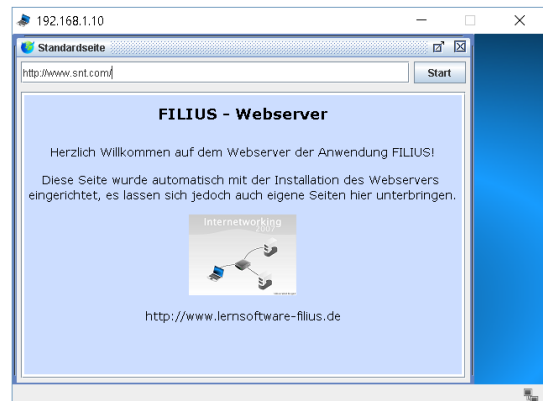 192.168.1.10
Standardseite
http://www.snt.com/
Start
FILIUS - Webserver
Herzlich Willkommen auf dem Webserver der Anwendung FILIUS!
Diese Seite wurde automatisch mit der Installation des Webservers
eingerichtet, es lassen sich jedoch auch eigene Seiten hier unterbringen.
Internetworking
2007
http://www.lernsoftware-filius.de